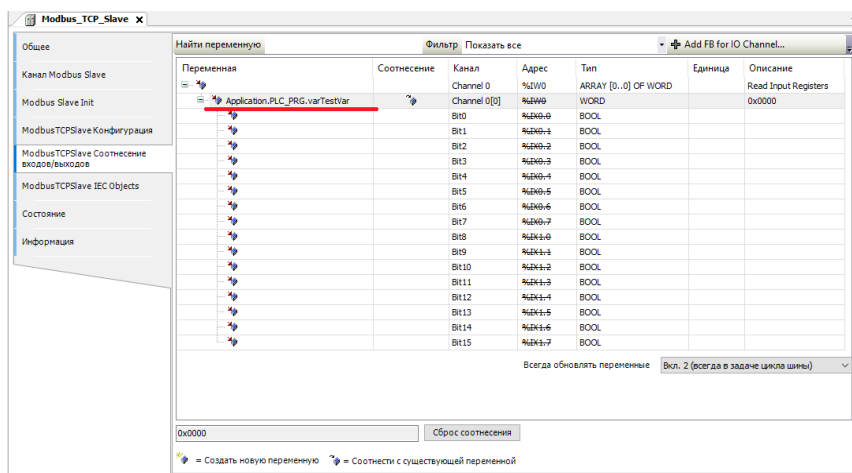 Modbus_TCP_Slave X
Общее
Канал Modbus Slave
Modbus Slave Init
ModbusTCPSlave Конфигурация
ModbusTCPSlave Соотнесение
входов/выходов
ModbusTCPSlave IEC Objects
Состояние
Информация
Найти переменную Фильтр Показать все Add FB for IO Channel...
Переменная Соотнесение Канал Адрес Тип Единица Описание
Channel 0 %IW0 ARRAY [0..0] OF WORD Read Input Registers
Application.PLC_PRG.varTestVar Channel 0[0] %IW0 WORD 0x0000
Bit0 %IX0.0 BOOL
Bit1 %IX0.1 BOOL
Bit2 %IX0.2 BOOL
Bit3 %IX0.3 BOOL
Bit4 %IX0.4 BOOL
Bit5 %IX0.5 BOOL
Bit6 %IX0.6 BOOL
Bit7 %IX0.7 BOOL
Bit8 %IX1.0 BOOL
Bit9 %IX1.1 BOOL
Bit10 %IX1.2 BOOL
Bit11 %IX1.3 BOOL
Bit12 %IX1.4 BOOL
Bit13 %IX1.5 BOOL
Bit14 %IX1.6 BOOL
Bit15 %IX1.7 BOOL
Всегда обновлять переменные Вкл. 2 (всегда в задаче цикла шины)
0x0000 Сброс соотнесения
= Создать новую переменную = Соотнести с существующей переменной